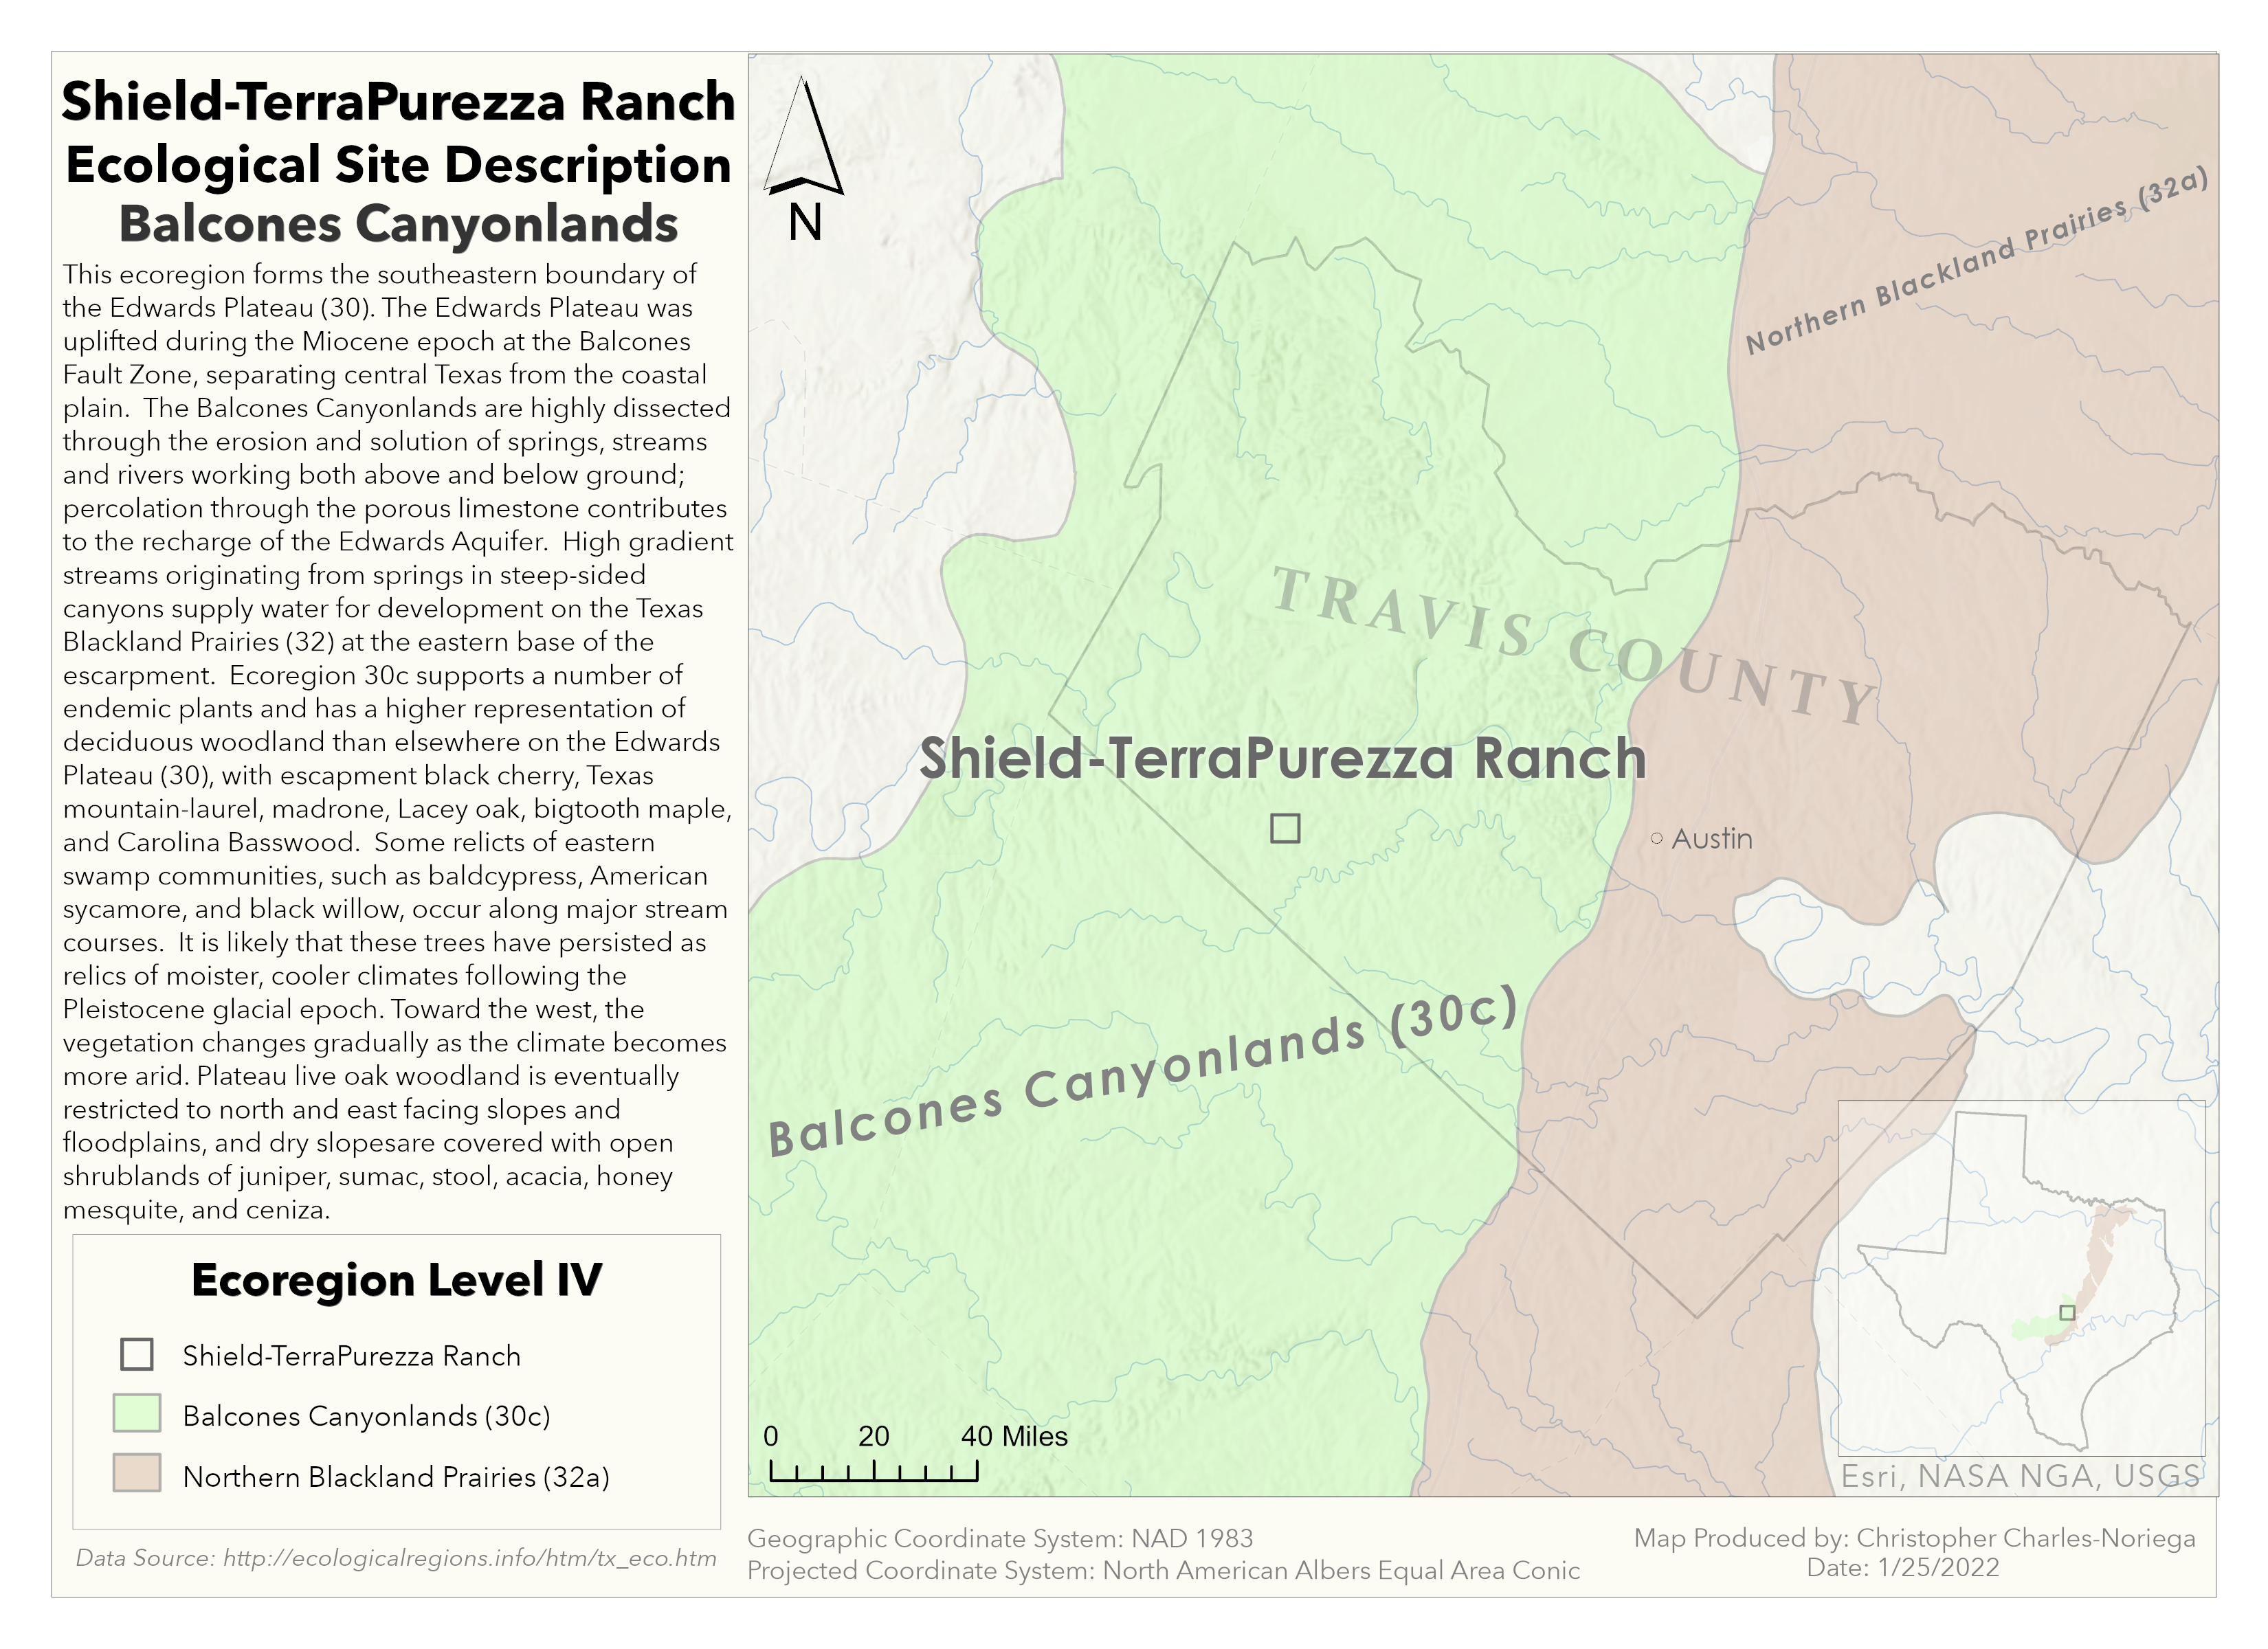 Shield-TerraPurezza Ranch
Ecological Site Description
Balcones Canyonlands
This ecoregion forms the southeastern boundary of
the Edwards Plateau (30). The Edwards Plateau was
uplifted during the Miocene epoch at the Balcones
Fault Zone, separating central Texas from the coastal
plain.  The Balcones Canyonlands are highly dissected
through the erosion and solution of springs, streams
and rivers working both above and below ground;
percolation through the porous limestone contributes
to the recharge of the Edwards Aquifer.  High gradient
streams originating from springs in steep-sided
canyons supply water for development on the Texas
Blackland Prairies (32) at the eastern base of the
escarpment.  Ecoregion 30c supports a number of
endemic plants and has a higher representation of
deciduous woodland than elsewhere on the Edwards
Plateau (30), with escapment black cherry, Texas
mountain-laurel, madrone, Lacey oak, bigtooth maple,
and Carolina Basswood.  Some relicts of eastern
swamp communities, such as baldcypress, American
sycamore, and black willow, occur along major stream
courses.  It is likely that these trees have persisted as
relics of moister, cooler climates following the
Pleistocene glacial epoch. Toward the west, the
vegetation changes gradually as the climate becomes
more arid. Plateau live oak woodland is eventually
restricted to north and east facing slopes and
floodplains, and dry slopesare covered with open
shrublands of juniper, sumac, stool, acacia, honey
mesquite, and ceniza.
Ecoregion Level IV
Shield-TerraPurezza Ranch
Balcones Canyonlands (30c)
Northern Blackland Prairies (32a)
Data Source: http://ecologicalregions.info/htm/tx_eco.htm
N
Northern Blackland Prairies (32a)
TRAVIS COUNTY
Shield-TerraPurezza Ranch
Austin
Balcones Canyonlands (30c)
0 20 40 Miles
Esri, NASA NGA, USGS
Geographic Coordinate System: NAD 1983
Projected Coordinate System: North American Albers Equal Area Conic
Map Produced by: Christopher Charles-Noriega
Date: 1/25/2022